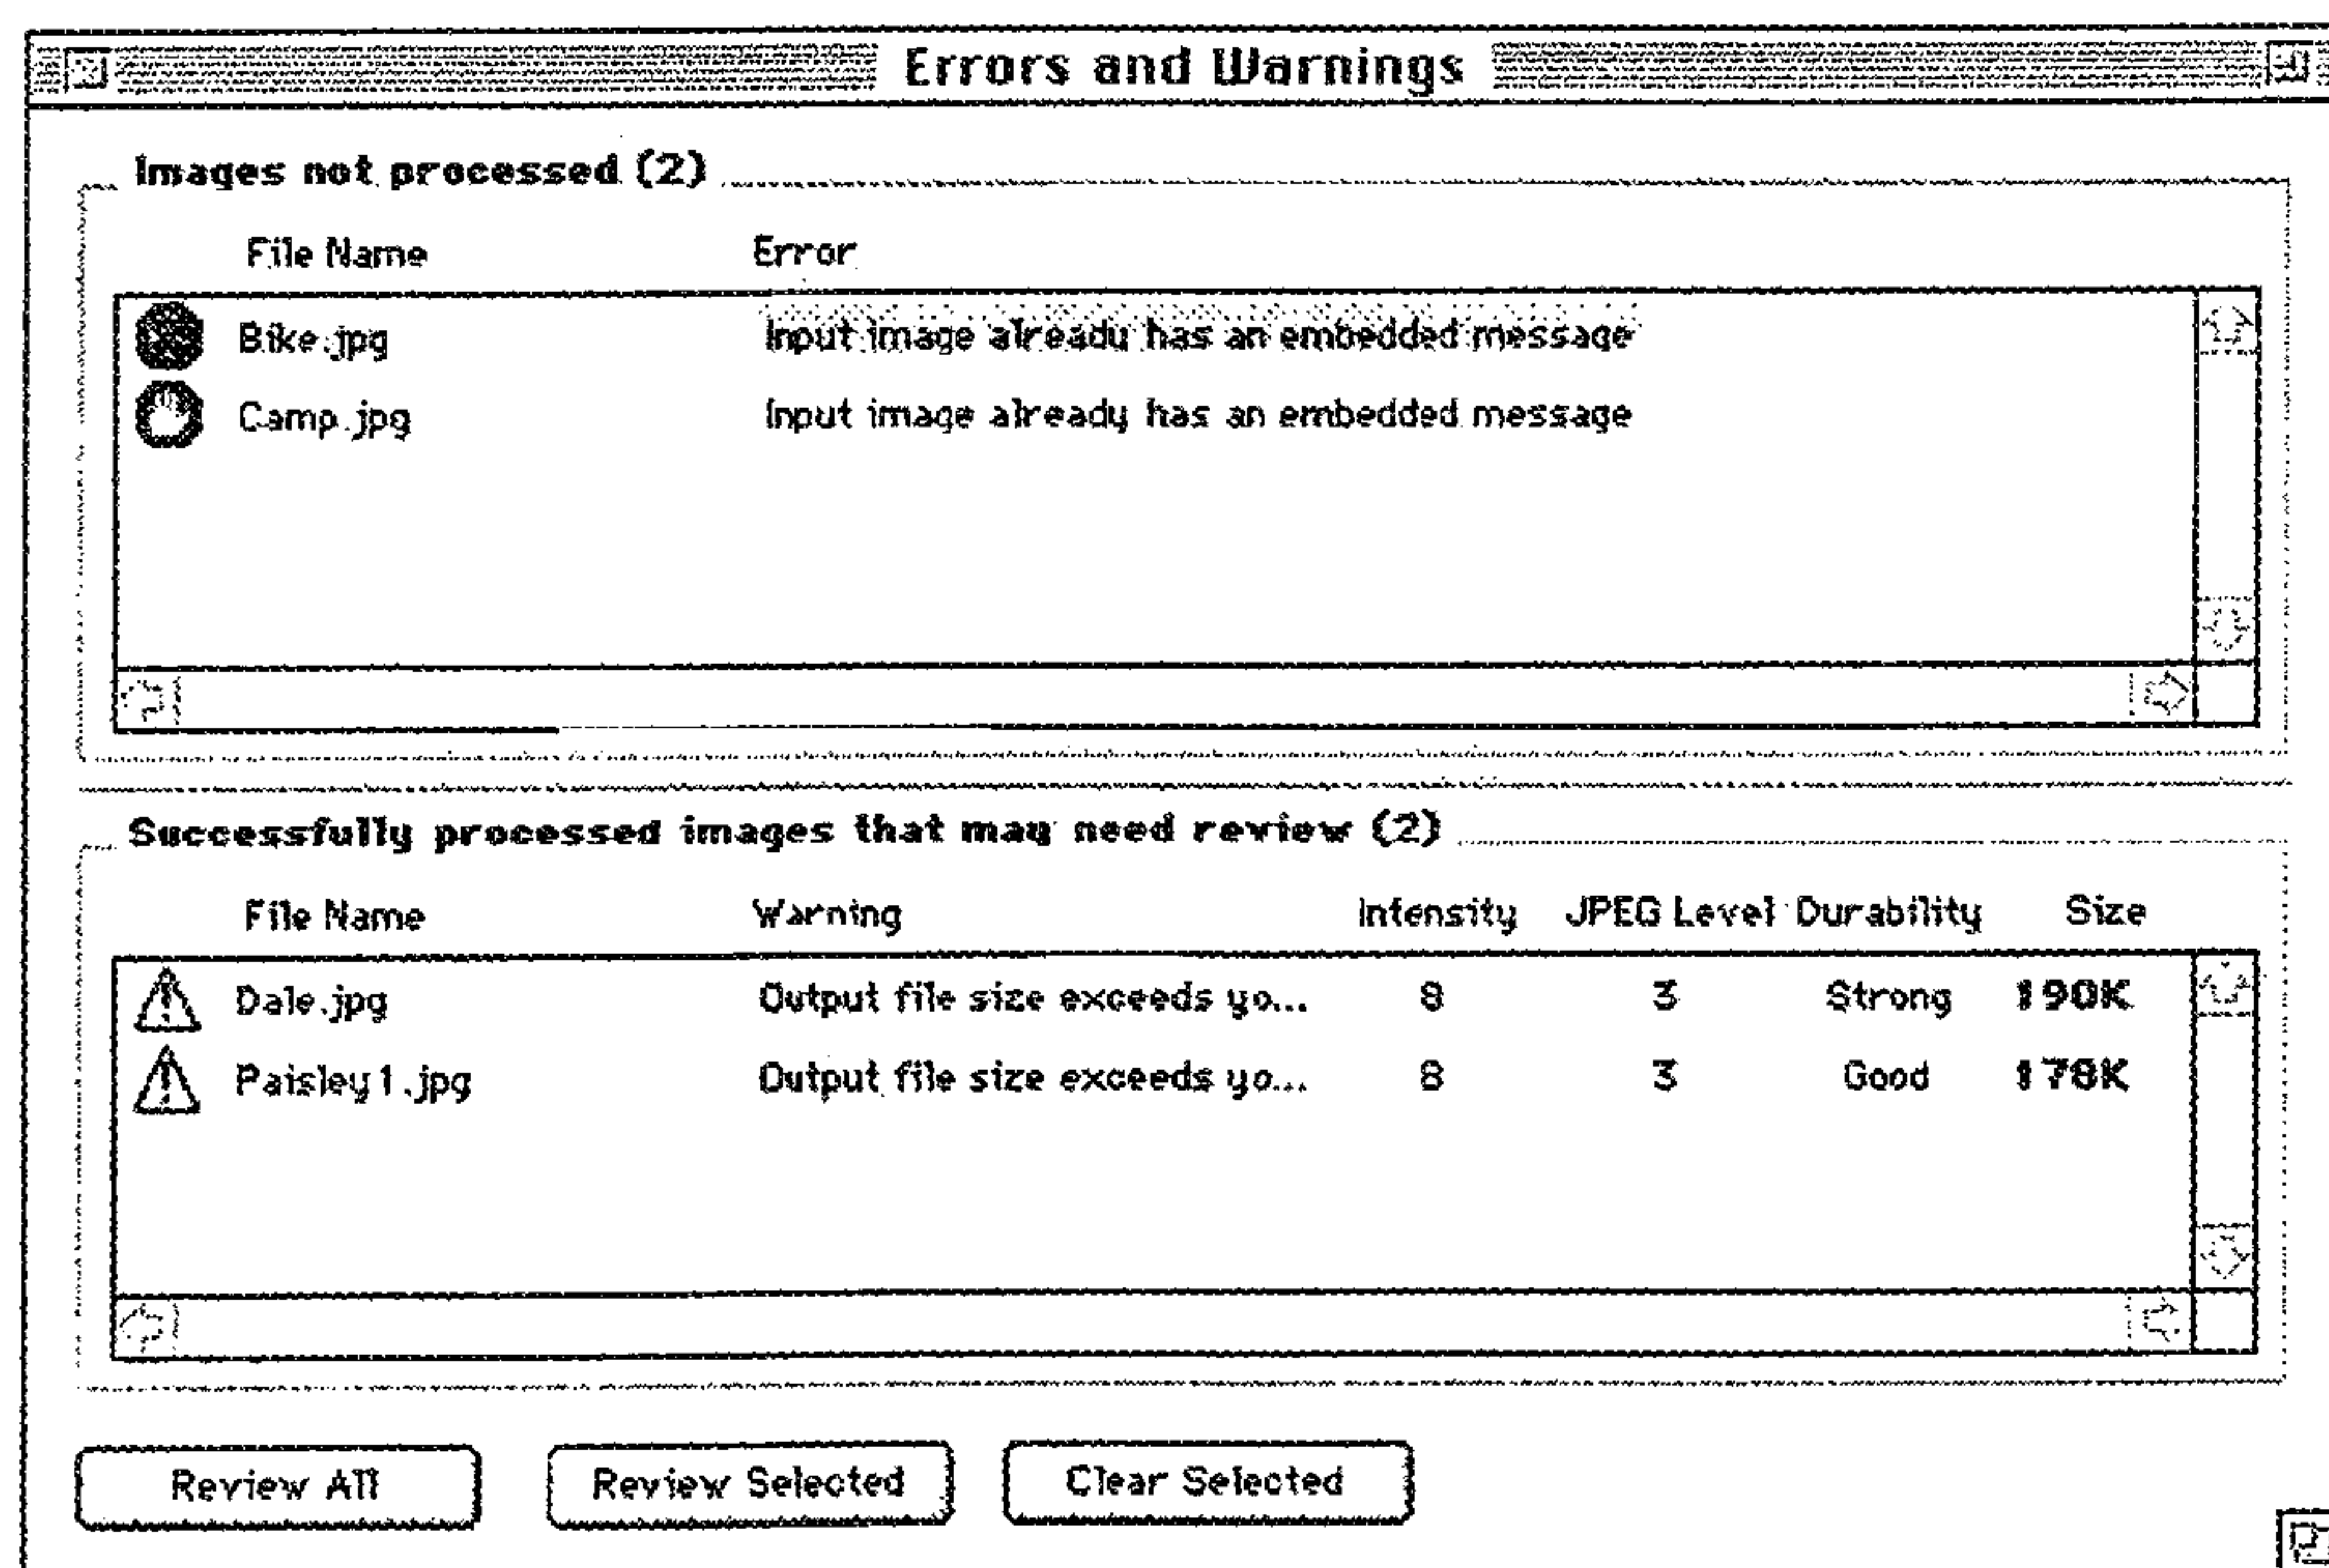 Errors and Warnings
Images not processed (2)
File Name Error
Bike.jpg Input image already has an embedded message
Camp.jpg Input image already has an embedded message
Successfully processed images that may need review (2)
File Name Warning Intensity JPEG Level Durability Size
Dale.jpg Output file size exceeds yo... 8 3 Strong 190K
Paisley1.jpg Output file size exceeds yo... 8 3 Good 178K
Review All Review Selected Clear Selected